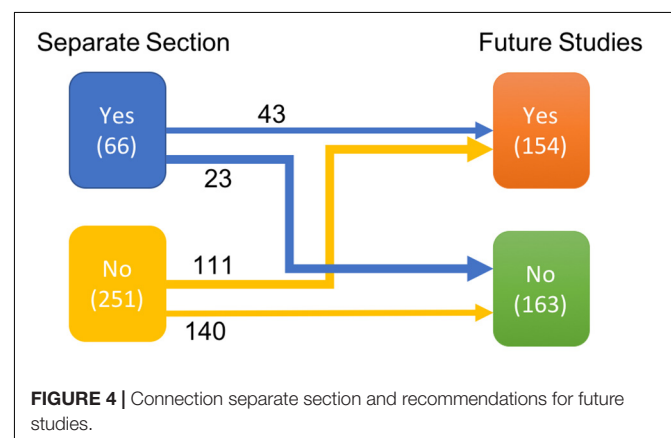 Separate Section Future Studies
Yes
(66)
43
23
Yes
(154)
No
(251)
111
140
No
(163)
FIGURE 4 | Connection separate section and recommendations for future
studies.